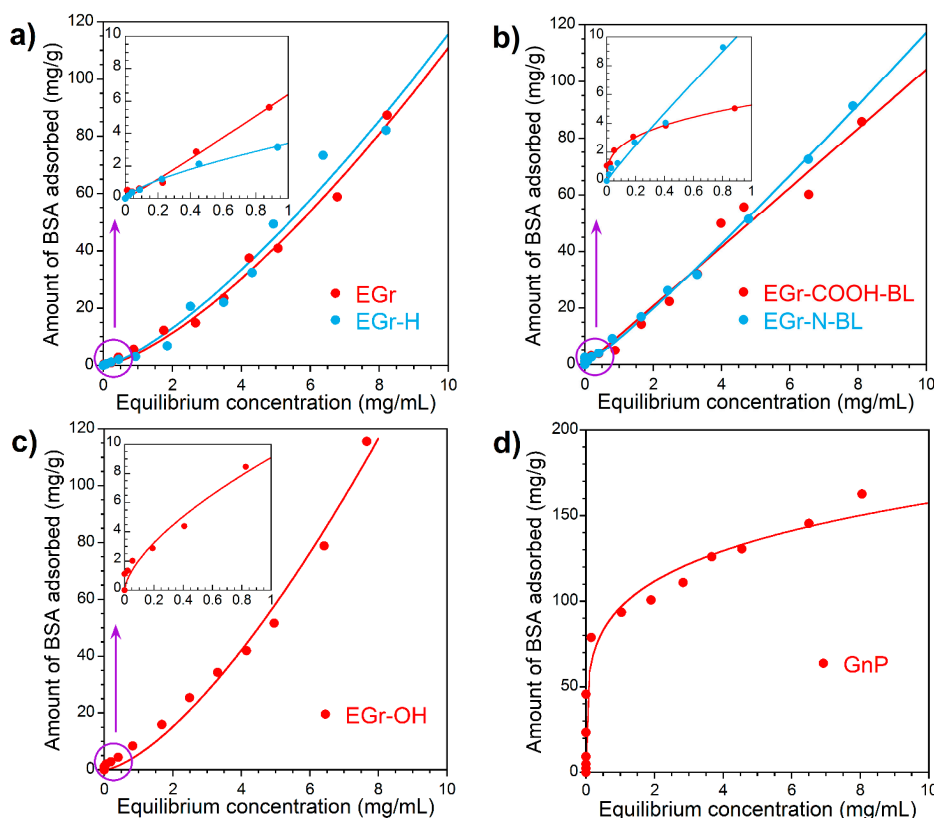 a)
Amount of BSA adsorbed (mg/g)
120
100
80
60
40
20
0
10
8
6
4
2
0
0 0.2 0.4 0.6 0.8 1
EGr
EGr-H
0 2 4 6 8 10
Equilibrium concentration (mg/mL)
b)
Amount of BSA adsorbed (mg/g)
120
100
80
60
40
20
0
10
8
6
4
2
0
0 0.2 0.4 0.6 0.8 1
EGr-COOH-BL
EGr-N-BL
0 2 4 6 8 10
Equilibrium concentration (mg/mL)
c)
Amount of BSA adsorbed (mg/g)
120
100
80
60
40
20
0
10
8
6
4
2
0
0 0.2 0.4 0.6 0.8 1
EGr-OH
0 2 4 6 8 10
Equilibrium concentration (mg/mL)
d)
Amount of BSA adsorbed (mg/g)
200
150
100
50
0
GnP
0 2 4 6 8 10
Equilibrium concentration (mg/mL)